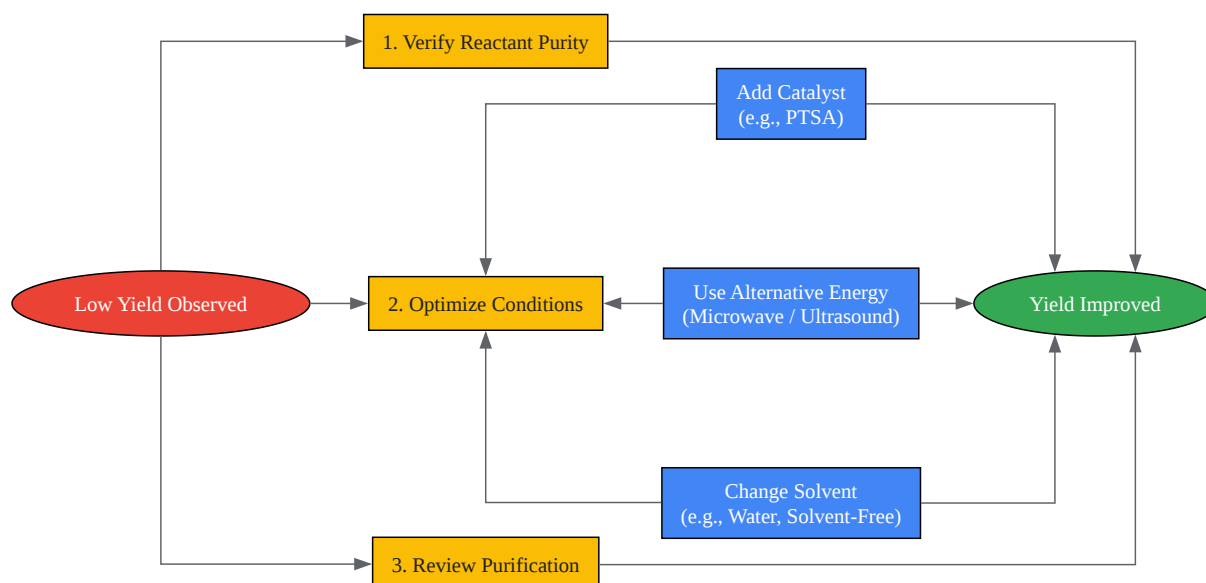 1. Verify Reactant Purity
Add Catalyst
(e.g., PTSA)
Low Yield Observed
2. Optimize Conditions
Use Alternative Energy
(Microwave / Ultrasound)
Yield Improved
Change Solvent
(e.g., Water, Solvent-Free)
3. Review Purification